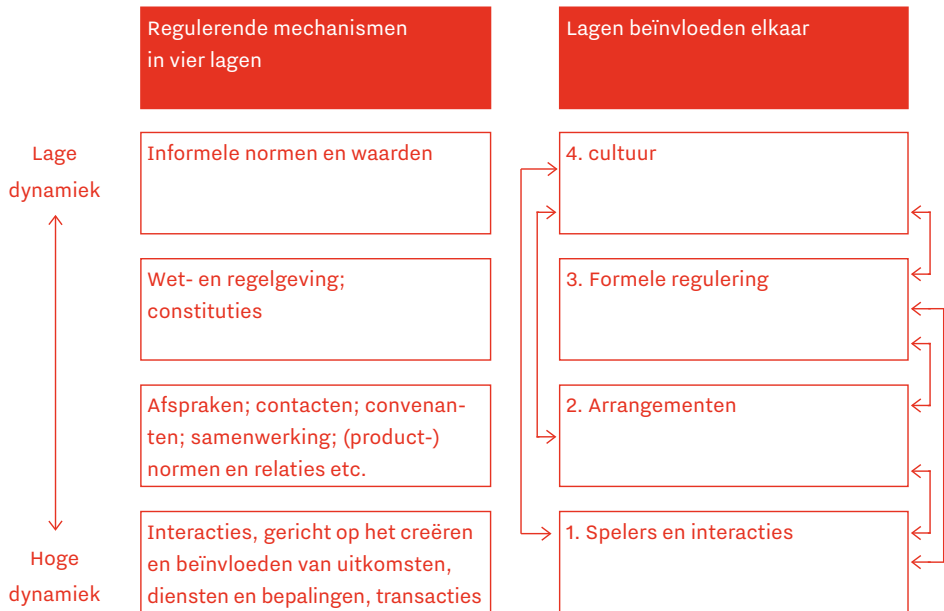 Regulerende mechanismen
in vier lagen
Lagen beïnvloeden elkaar
Lage
dynamiek
Informele normen en waarden
4. cultuur
Wet- en regelgeving;
constituties
3. Formele regulering
Afspraken; contacten; convenan-
ten; samenwerking; (product-)
normen en relaties etc.
2. Arrangementen
Hoge
dynamiek
Interacties, gericht op het creëren
en beïnvloeden van uitkomsten,
diensten en bepalingen, transacties
1. Spelers en interacties